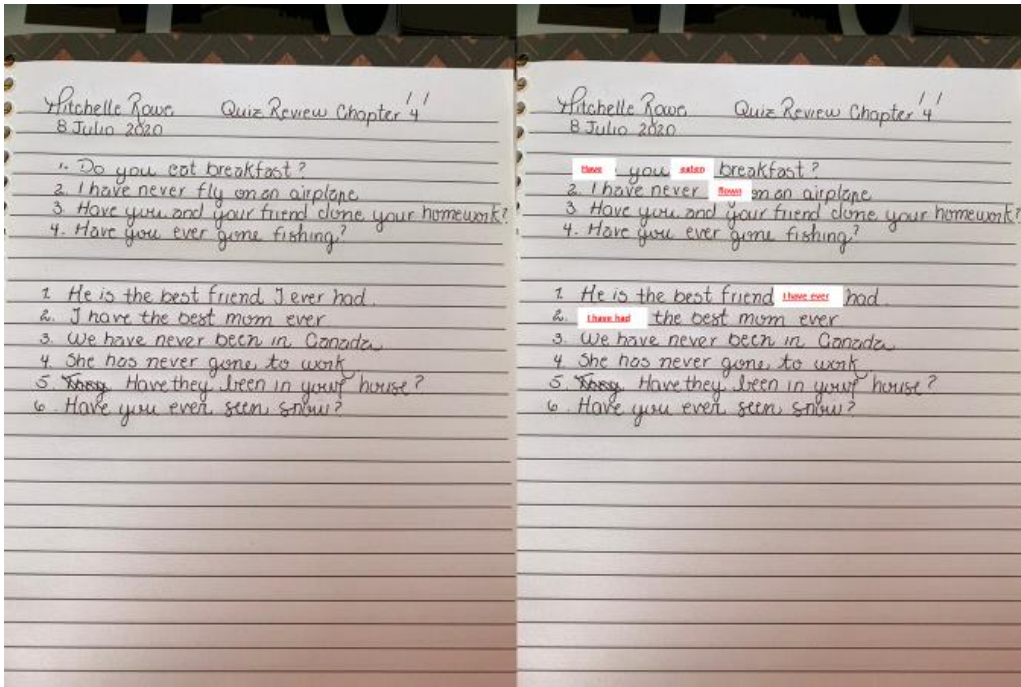 Mitchelle Rowe Quiz Review Chapter 4
8 Julio 2020
1. Do you eat breakfast?
2. I have never fly on an airplane
3. Have you and your friend done your homework?
4. Have you ever gone fishing?
1 He is the best friend I ever had.
2. I have the best mom ever
3. We have never been in Canada
4. She has never gone to work
5. They Have they been in your house?
6. Have you ever seen snow?
Mitchelle Rowe Quiz Review Chapter 4
8 Julio 2020
Have you eaten breakfast?
2. I have never flown on an airplane
3. Have you and your friend done your homework?
4. Have you ever gone fishing?
1 He is the best friend I have ever had.
2. I have had the best mom ever
3. We have never been in Canada
4. She has never gone to work
5. They Have they been in your house?
6. Have you ever seen snow?